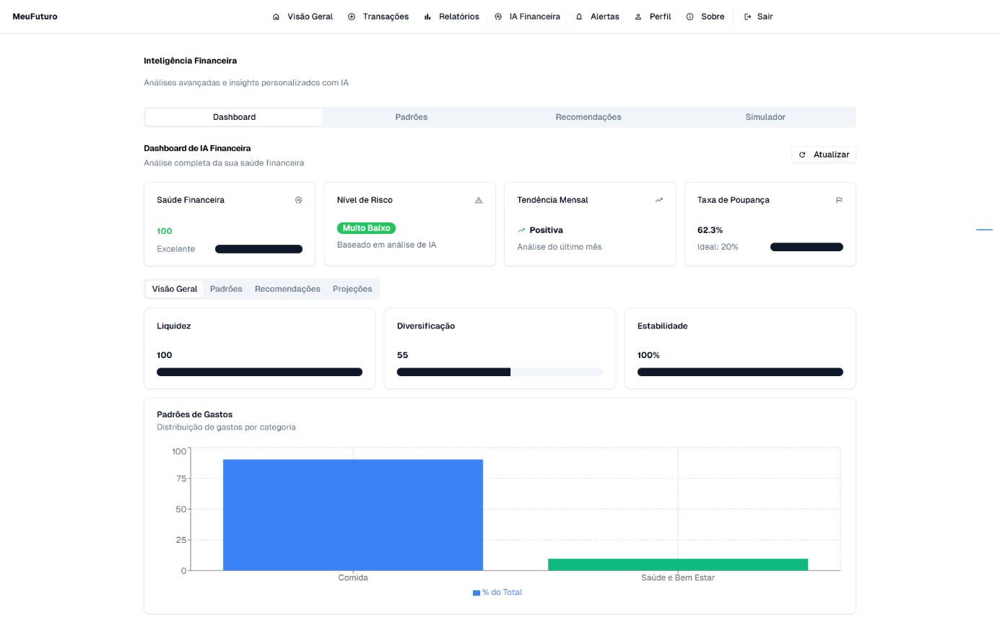 MeuFuturo
Visão Geral
Transações
Relatórios
IA Financeira
Alertas
Perfil
Sobre
Sair
Inteligência Financeira
Análises avançadas e insights personalizados com IA
Dashboard
Padrões
Recomendações
Simulador
Dashboard de IA Financeira
Análise completa da sua saúde financeira
Atualizar
Saúde Financeira
100
Excelente
Nível de Risco
Muito Baixo
Baseado em análise de IA
Tendência Mensal
Positiva
Análise do último mês
Taxa de Poupança
62.3%
Ideal: 20%
Visão Geral
Padrões
Recomendações
Projeções
Liquidez
100
Diversificação
55
Estabilidade
100%
Padrões de Gastos
Distribuição de gastos por categoria
100
75
50
25
0
Comida
Saúde e Bem Estar
% do Total